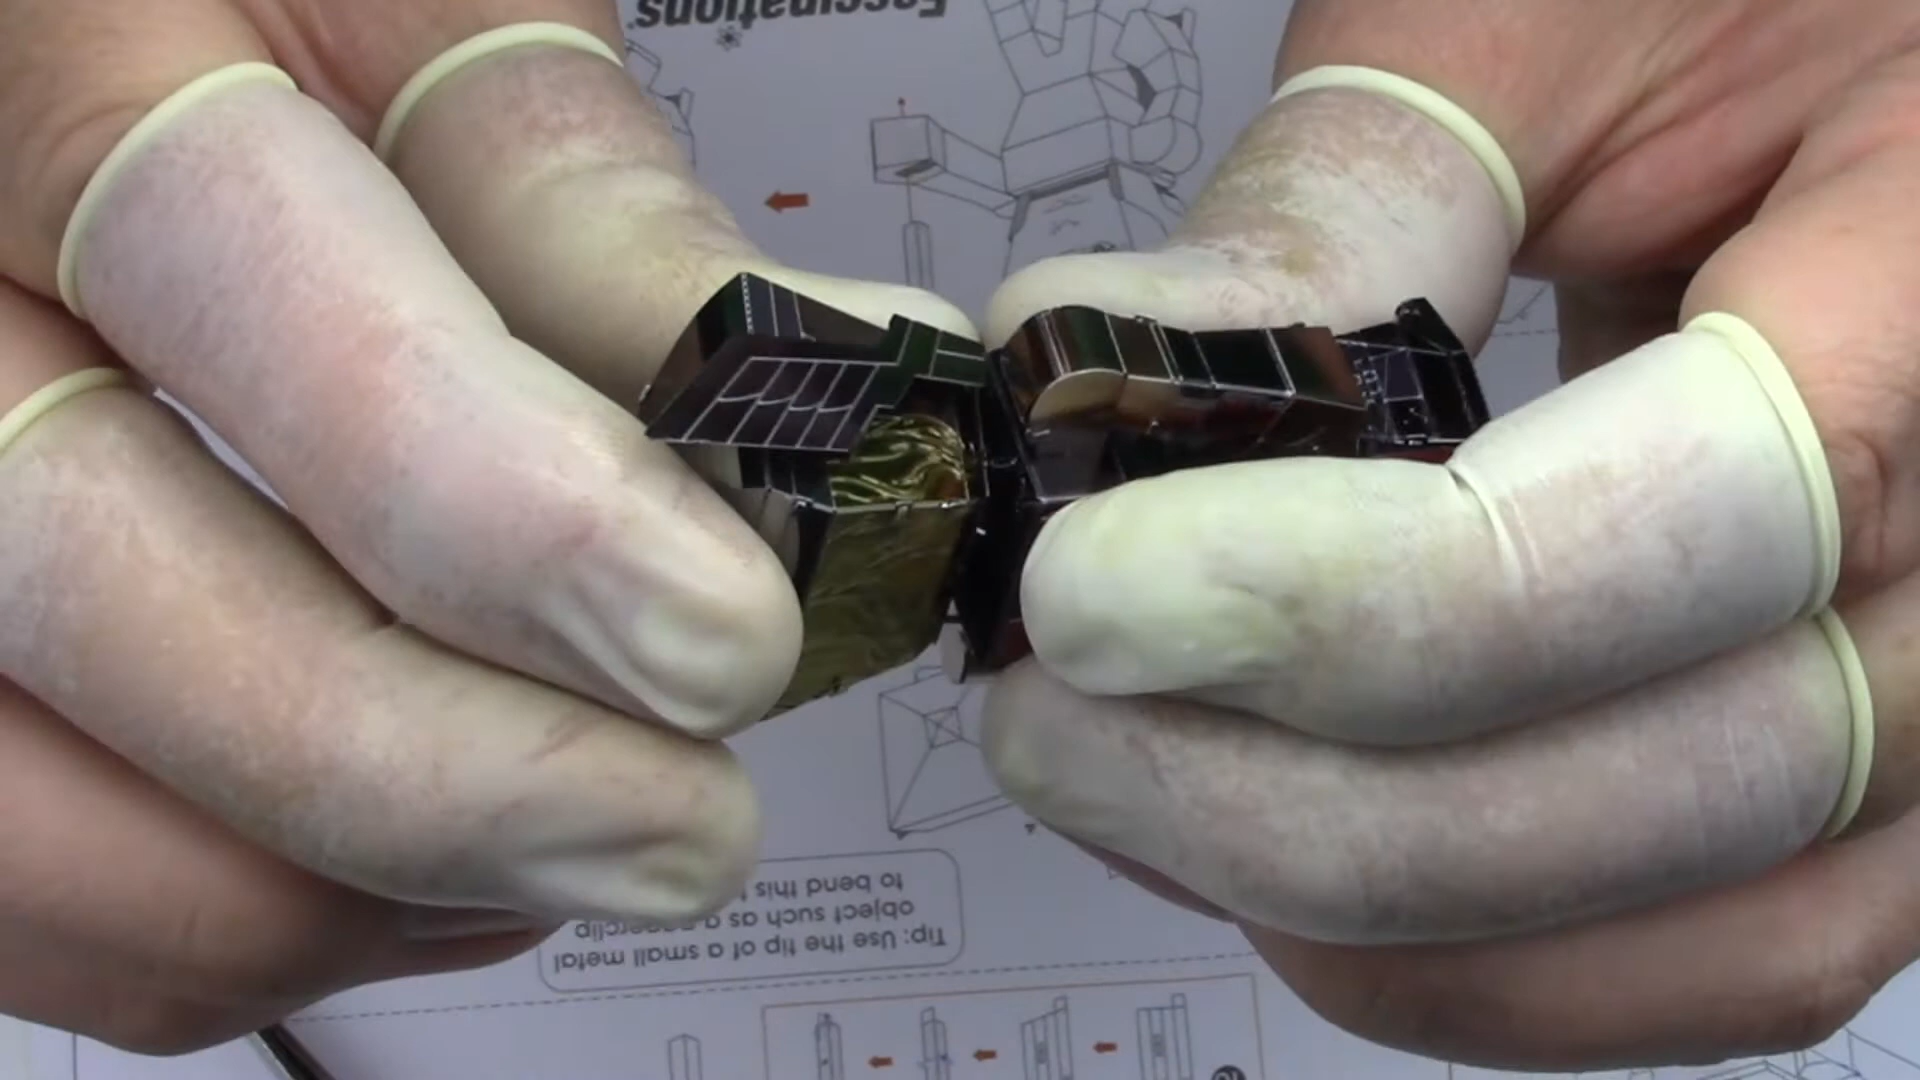 Fascinations
Tip: Use the tip of a small metal
object such as a paperclip
to bend this